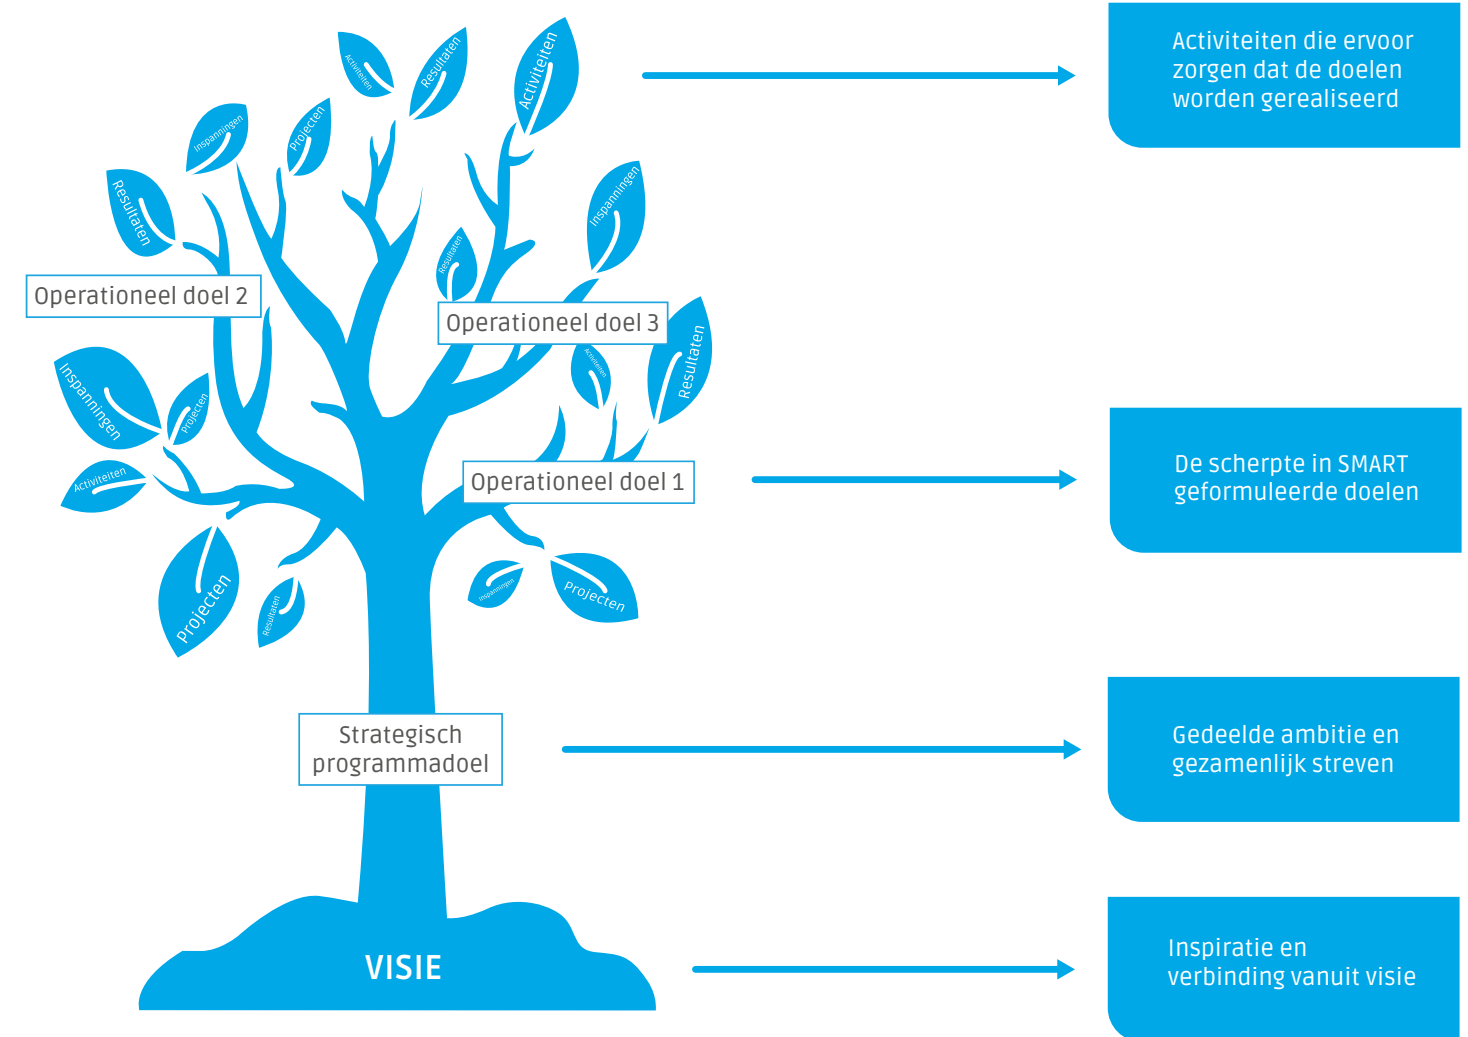 Activiteiten
Resultaten
Activiteiten
Activiteiten die ervoor
zorgen dat de doelen
worden gerealiseerd
Inspanningen
Projecten
Resultaten
Inspanningen
Resultaten
Operationeel doel 2
Operationeel doel 3
Activiteiten
Resultaten
Inspanningen
Projecten
Activiteiten
Operationeel doel 1
De scherpte in SMART
geformuleerde doelen
Projecten
Resultaten
Inspanningen
Projecten
Strategisch
programmadoel
Gedeelde ambitie en
gezamenlijk streven
VISIE
Inspiratie en
verbinding vanuit visie